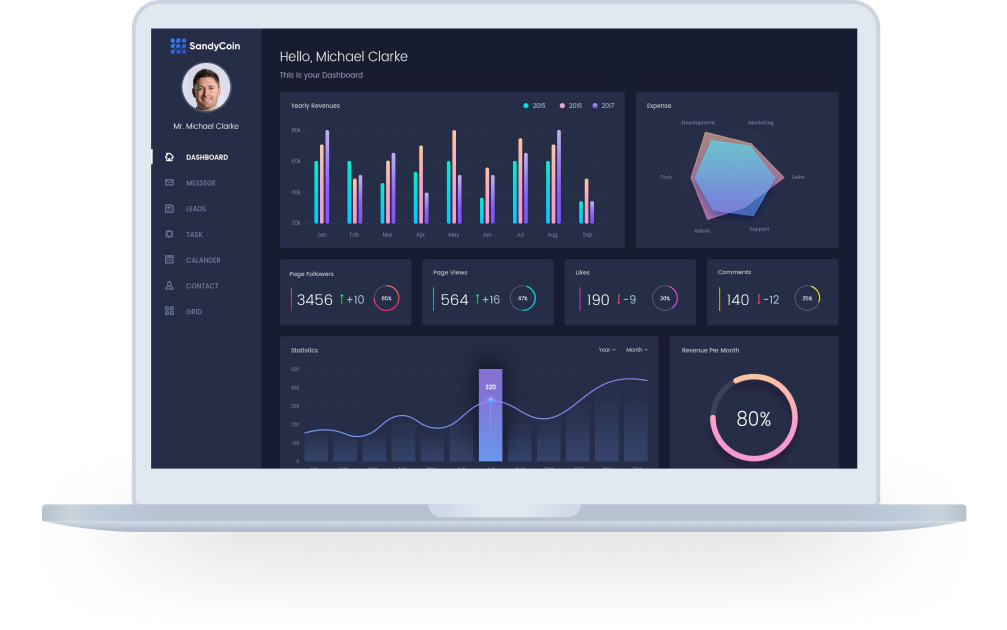 SandyCoin
Mr. Michael Clarke
DASHBOARD
MESSEGE
LEADS
TASK
CALANDER
CONTACT
GRID
Hello, Michael Clarke
This is your Dashboard
Yearly Revenues
2015 2016 2017
80k
60k
40k
20k
Jan Feb Mar Apr May Jun Jul Aug Sep
Expense
Development Marketing
Tech Sales
Admin Support
Page Followers
3456 +10 85%
Page Views
564 +16 47%
Likes
190 -9 30%
Comments
140 -12 25%
Statistics
Year Month
500
400
300
200
100
0
320
Revenue Per Month
80%